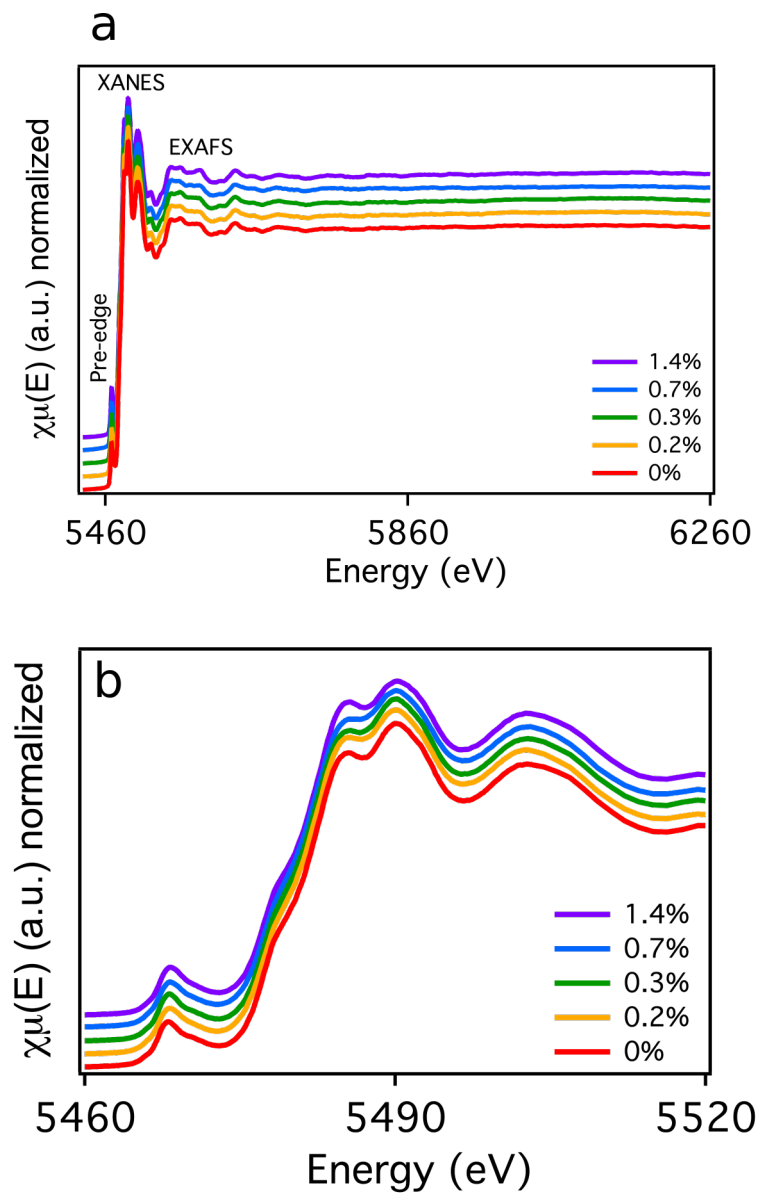 a
XANES
EXAFS
Pre-edge
χμ(E) (a.u.) normalized
1.4%
0.7%
0.3%
0.2%
0%
5460 5860 6260
Energy (eV)
b
χμ(E) (a.u.) normalized
1.4%
0.7%
0.3%
0.2%
0%
5460 5490 5520
Energy (eV)